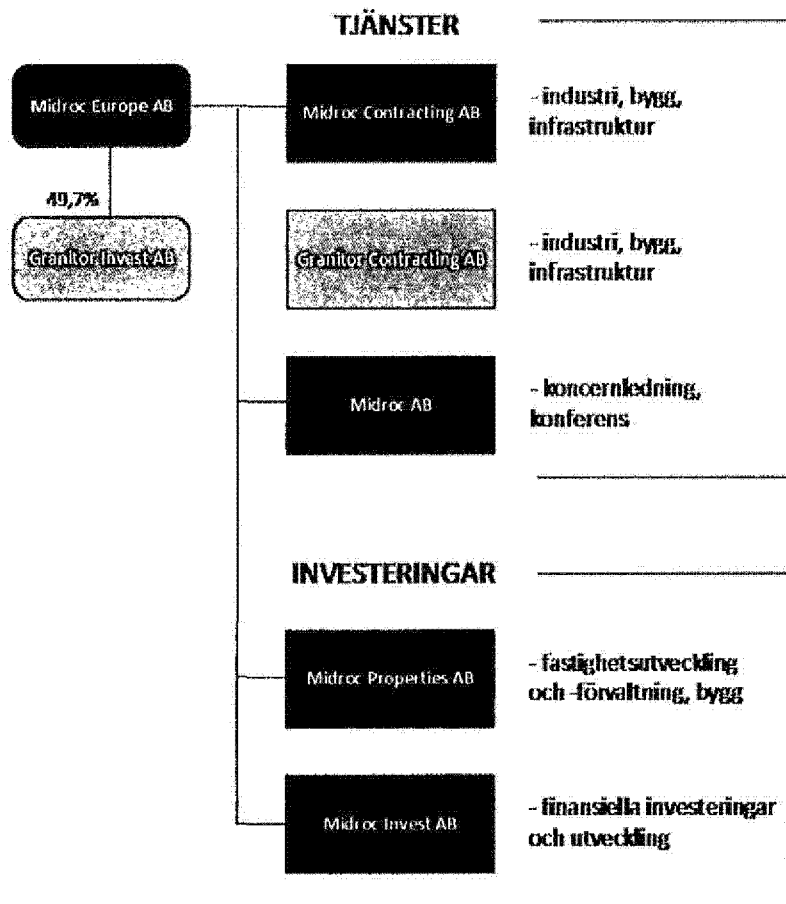 TJÄNSTER
Midroc Europe AB
Midroc Contracting AB
- industri, bygg,
infrastruktur
49,7%
Granitor Invest AB
Granitor Contracting AB
- industri, bygg,
infrastruktur
Midroc AB
- koncernledning,
konferens
INVESTERINGAR
Midroc Properties AB
- fastighetsutveckling
och -förvaltning, bygg
Midroc Invest AB
- finansiella investeringar
och utveckling